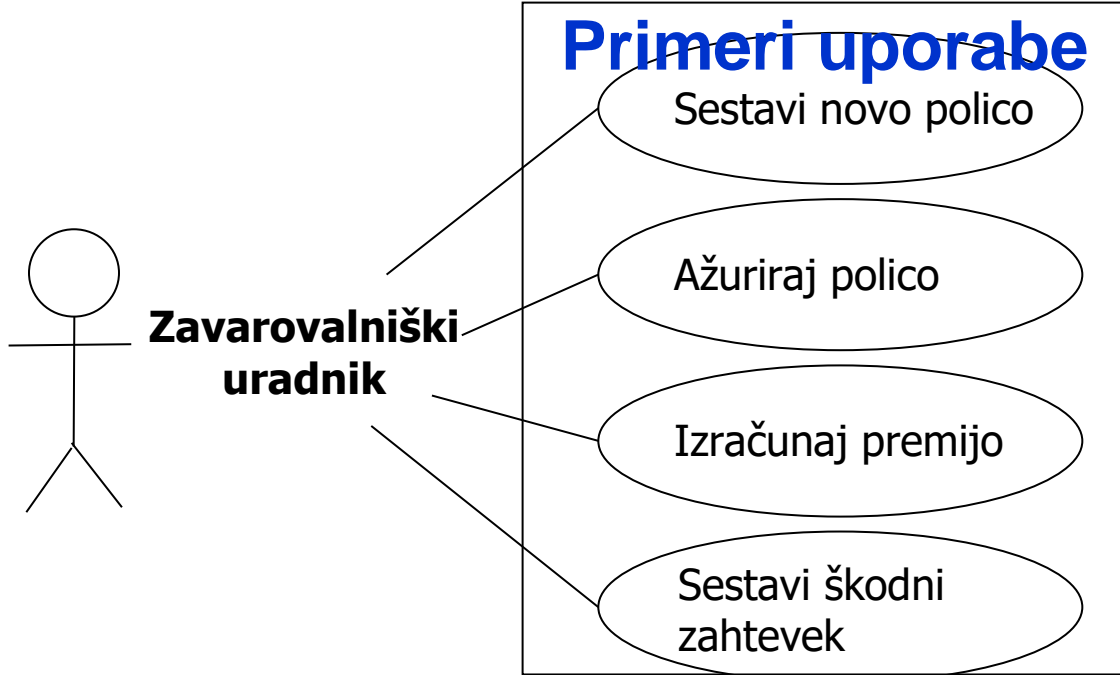 Primeri uporabe
Sestavi novo polico
Ažuriraj polico
Zavarovalniški
uradnik
Izračunaj premijo
Sestavi škodni
zahtevek